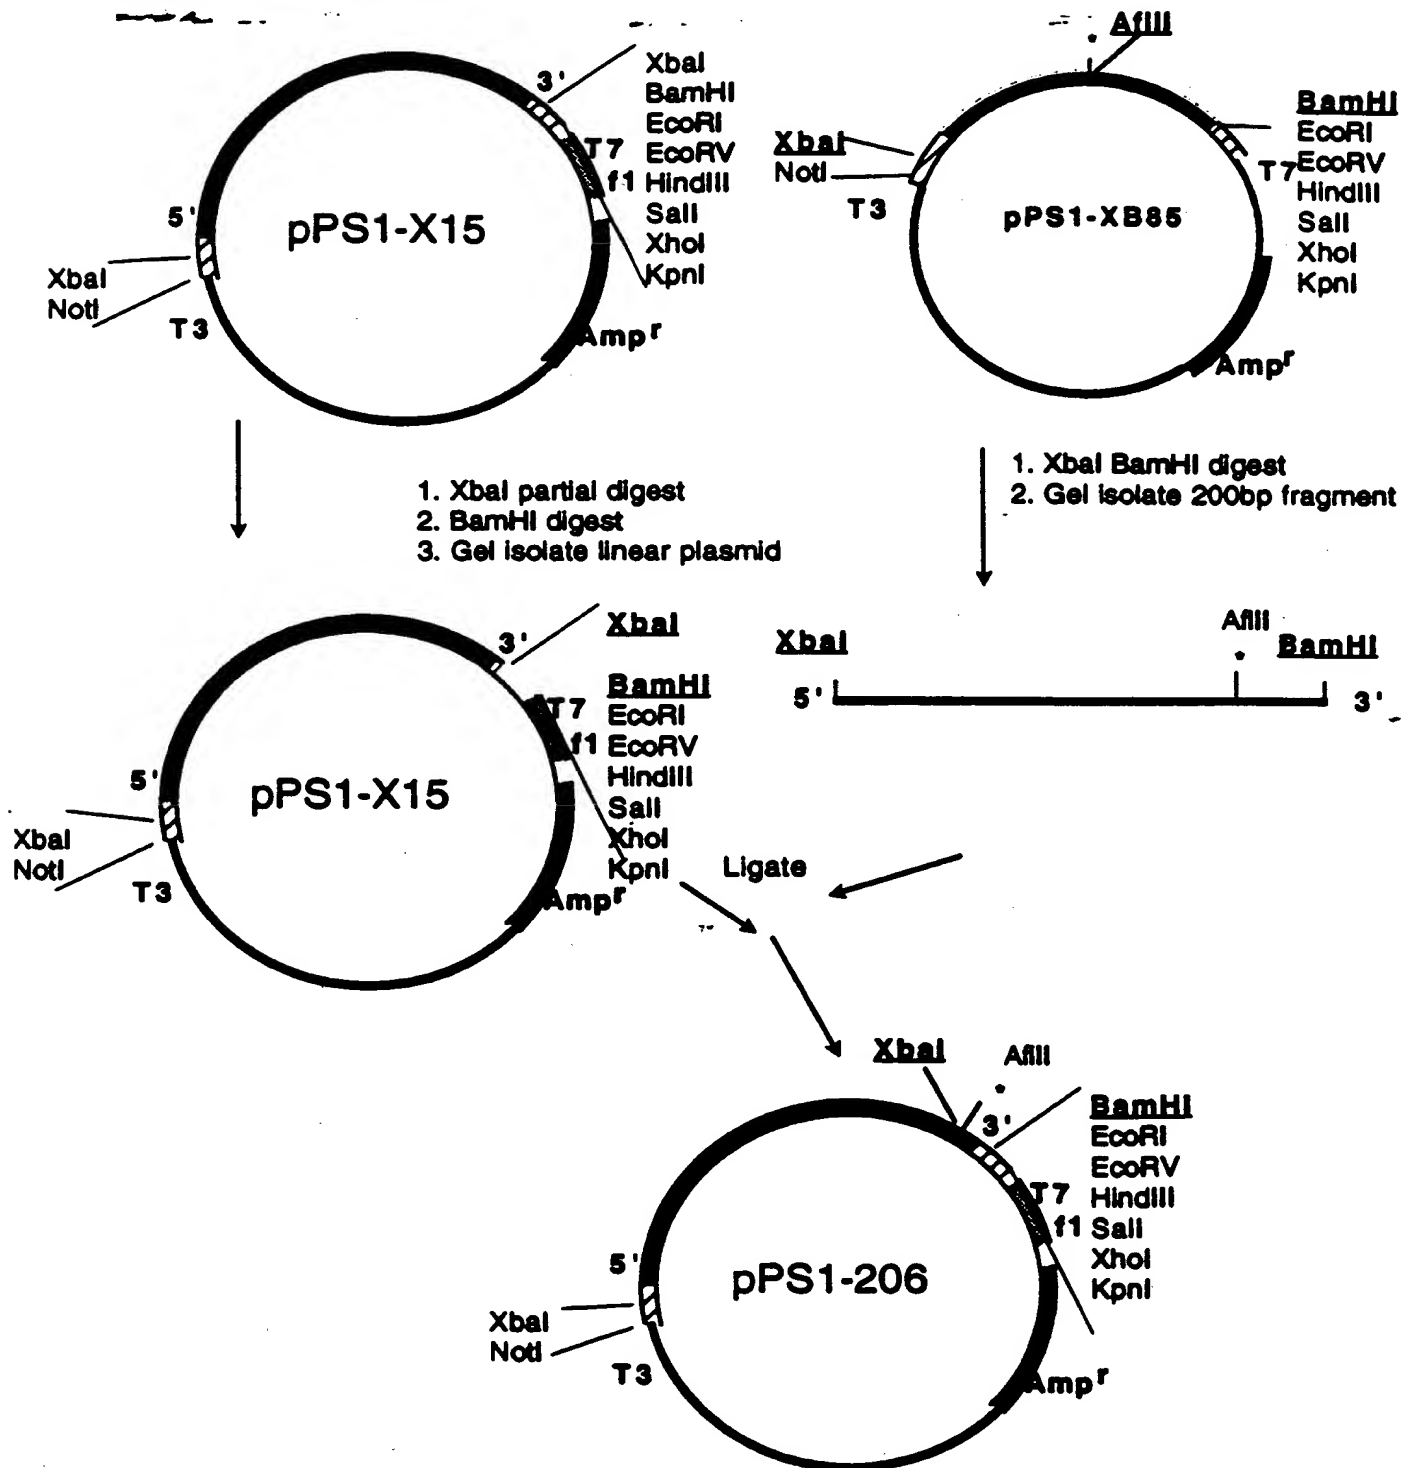 3'
XbaI
BamHI
EcoRI
EcoRV
HindIII
SalI
XhoI
KpnI
T7
f1
5'
pPS1-X15
XbaI
NotI
T3
Amp r
AflII
*
XbaI
NotI
T3
pPS1-XB85
BamHI
EcoRI
EcoRV
HindIII
SalI
XhoI
KpnI
T7
Amp r
1. XbaI partial digest
2. BamHI digest
3. Gel isolate linear plasmid
1. XbaI BamHI digest
2. Gel isolate 200bp fragment
3'
XbaI
BamHI
EcoRI
EcoRV
HindIII
SalI
XhoI
KpnI
T7
f1
5'
pPS1-X15
XbaI
NotI
T3
Amp r
XbaI
AflII
*
BamHI
5'
3'
Ligate
XbaI
AflII
*
3'
BamHI
EcoRI
EcoRV
HindIII
SalI
XhoI
KpnI
T7
f1
5'
pPS1-206
XbaI
NotI
T3
Amp r